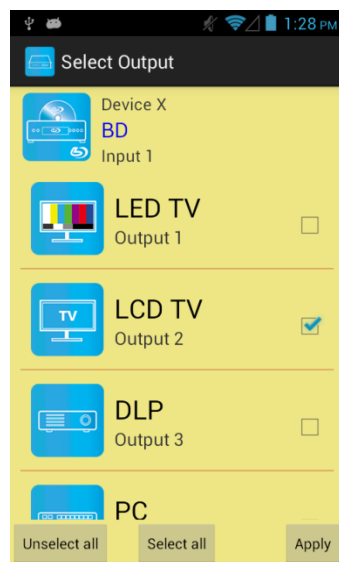 1:28 PM
Select Output
Device X
BD
Input 1
LED TV
Output 1
TV
LCD TV
Output 2
DLP
Output 3
PC
Unselect all
Select all
Apply